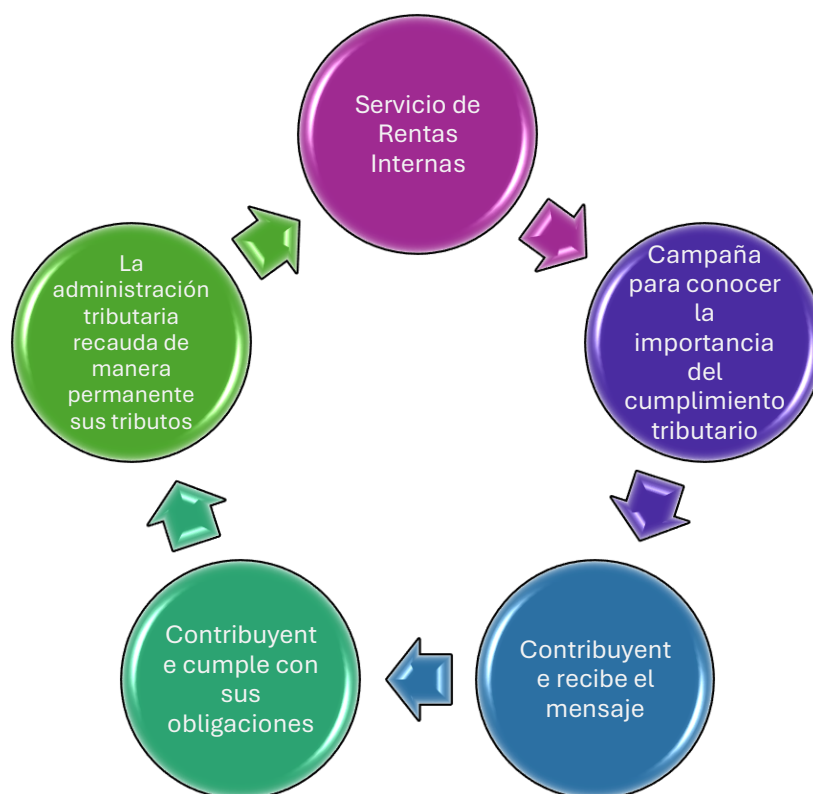 Servicio de
Rentas
Internas
Campaña
para conocer
la
importancia
del
cumplimiento
tributario
Contribuyent
e recibe el
mensaje
Contribuyent
e cumple con
sus
obligaciones
La
administración
tributaria
recauda de
manera
permanente
sus tributos